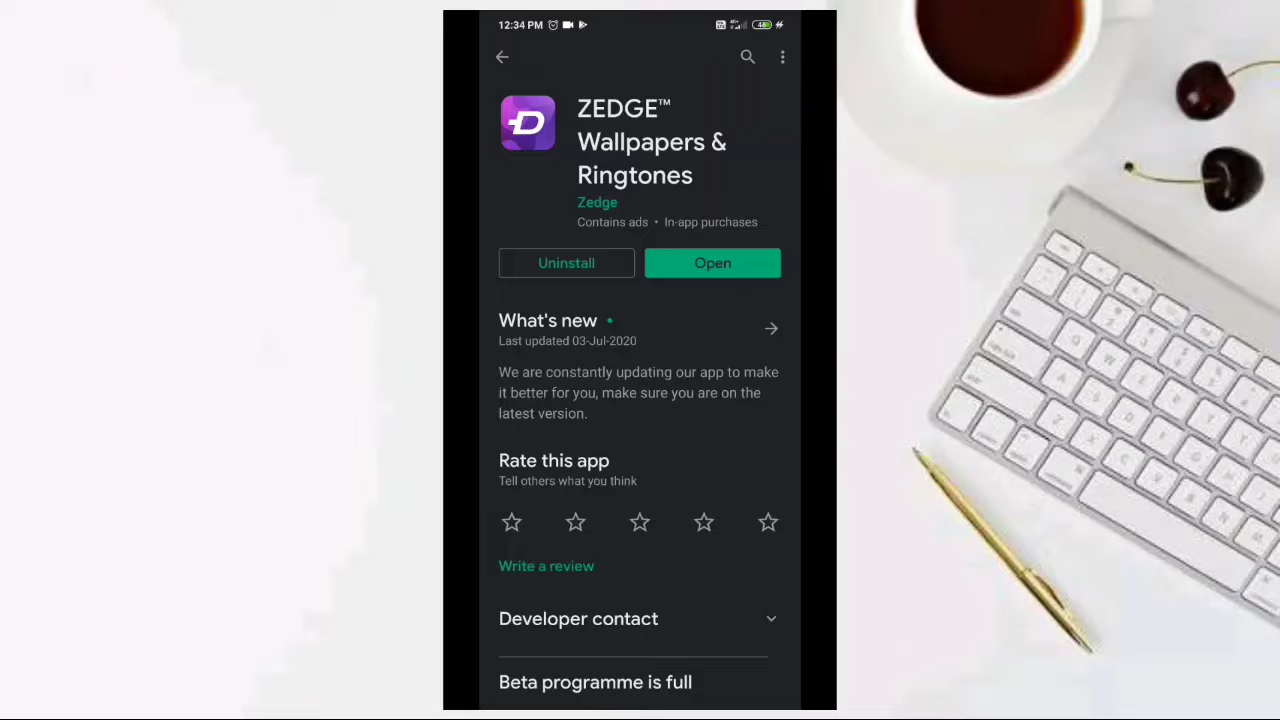 12:34 PM
ZEDGE™
Wallpapers &
Ringtones
Zedge
Contains ads • In-app purchases
Uninstall
Open
What's new
Last updated 03-Jul-2020
We are constantly updating our app to make
it better for you, make sure you are on the
latest version.
Rate this app
Tell others what you think
Write a review
Developer contact
Beta programme is full